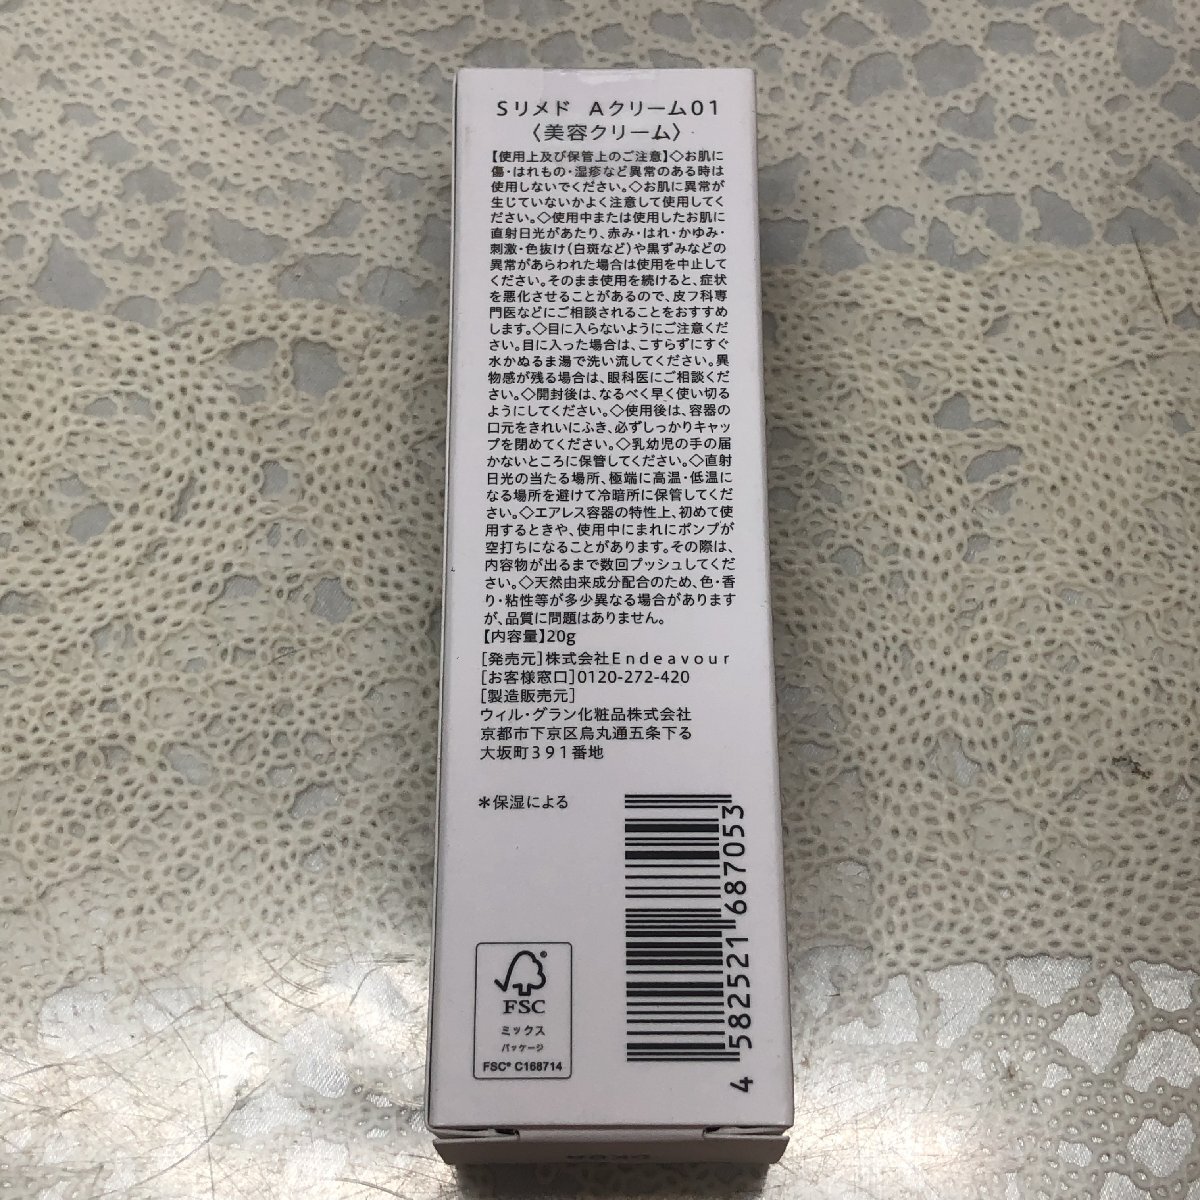 Sリメド Aクリーム01
〈美容クリーム〉
【使用上及び保管上のご注意】◇お肌に
傷・はれもの・湿疹など異常のある時は
使用しないでください。◇お肌に異常が
生じていないかよく注意して使用してく
ださい。◇使用中または使用したお肌に
直射日光があたり、赤み・はれ・かゆみ・
刺激・色抜け（白斑など）や黒ずみなどの
異常があらわれた場合は使用を中止して
ください。そのまま使用を続けると、症状
を悪化させることがあるので、皮フ科専
門医などにご相談されることをおすすめ
します。◇目に入らないようにご注意くだ
さい。目に入った場合は、こすらずにすぐ
水かぬるま湯で洗い流してください。異
物感が残る場合は、眼科医にご相談くだ
さい。◇開封後は、なるべく早く使い切る
ようにしてください。◇使用後は、容器の
口元をきれいにふき、必ずしっかりキャッ
プを閉めてください。◇乳幼児の手の届
かないところに保管してください。◇直射
日光の当たる場所、極端に高温・低温に
なる場所を避けて冷暗所に保管してくだ
さい。◇エアレス容器の特性上、初めて使
用するときや、使用中にまれにポンプが
空打ちになることがあります。その際は、
内容物が出るまで数回プッシュしてくだ
さい。◇天然由来成分配合のため、色・香
り・粘性等が多少異なる場合があります
が、品質に問題はありません。
【内容量】20g
[発売元]株式会社Endeavour
[お客様窓口]0120-272-420
[製造販売元]
ウィル・グラン化粧品株式会社
京都市下京区烏丸通五条下る
大坂町391番地
＊保湿による
4 582521 687053
FSC
ミックス
パッケージ
FSC® C168714